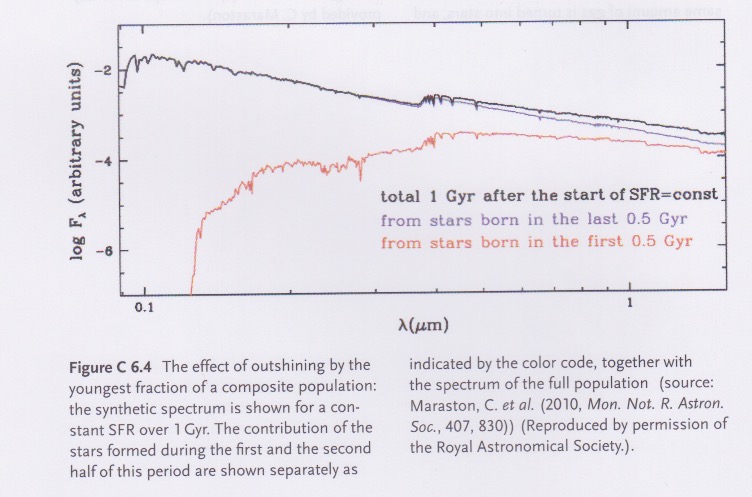 −2
−4
−6
log Fλ (arbitrary units)
total 1 Gyr after the start of SFR=const
from stars born in the last 0.5 Gyr
from stars born in the first 0.5 Gyr
0.1
1
λ(μm)
Figure C 6.4 The effect of outshining by the
youngest fraction of a composite population:
the synthetic spectrum is shown for a con-
stant SFR over 1 Gyr. The contribution of the
stars formed during the first and the second
half of this period are shown separately as
indicated by the color code, together with
the spectrum of the full population (source:
Maraston, C. et al. (2010, Mon. Not. R. Astron.
Soc., 407, 830)) (Reproduced by permission of
the Royal Astronomical Society.).